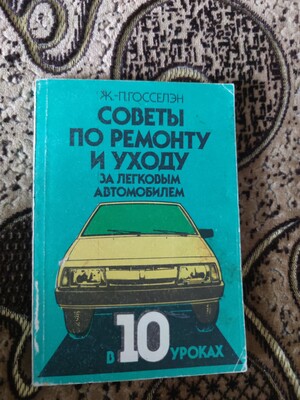 Ж.-П.ГОССЕЛЭН
СОВЕТЫ
ПО РЕМОНТУ
И УХОДУ
ЗА ЛЕГКОВЫМ
АВТОМОБИЛЕМ
В 10 УРОКАХ